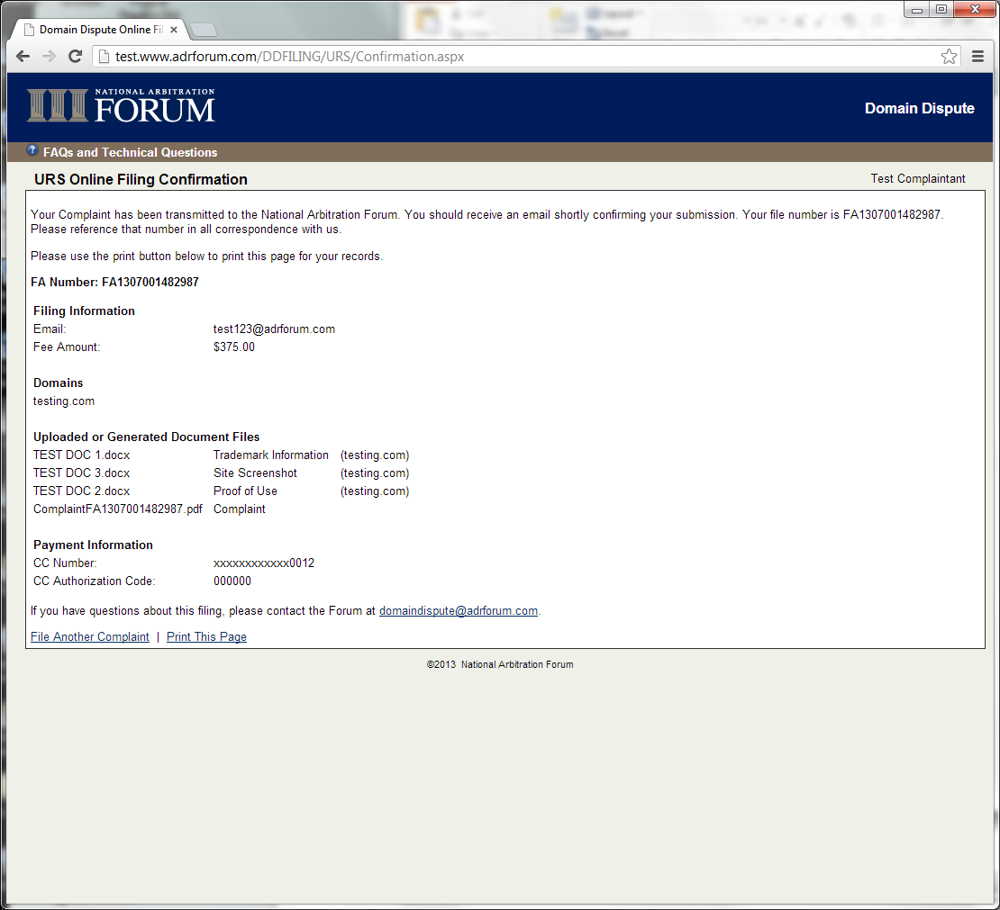 Domain Dispute Online Fi
test.www.adrforum.com/DDFILING/URS/Confirmation.aspx
NATIONAL ARBITRATION
FORUM
Domain Dispute
? FAQs and Technical Questions
URS Online Filing Confirmation
Test Complaintant
Your Complaint has been transmitted to the National Arbitration Forum. You should receive an email shortly confirming your submission. Your file number is FA1307001482987.
Please reference that number in all correspondence with us.
Please use the print button below to print this page for your records.
FA Number: FA1307001482987
Filing Information
Email: test123@adrforum.com
Fee Amount: $375.00
Domains
testing.com
Uploaded or Generated Document Files
TEST DOC 1.docx Trademark Information (testing.com)
TEST DOC 3.docx Site Screenshot (testing.com)
TEST DOC 2.docx Proof of Use (testing.com)
ComplaintFA1307001482987.pdf Complaint
Payment Information
CC Number: xxxxxxxxxxxx0012
CC Authorization Code: 000000
If you have questions about this filing, please contact the Forum at domaindispute@adrforum.com.
File Another Complaint | Print This Page
©2013 National Arbitration Forum